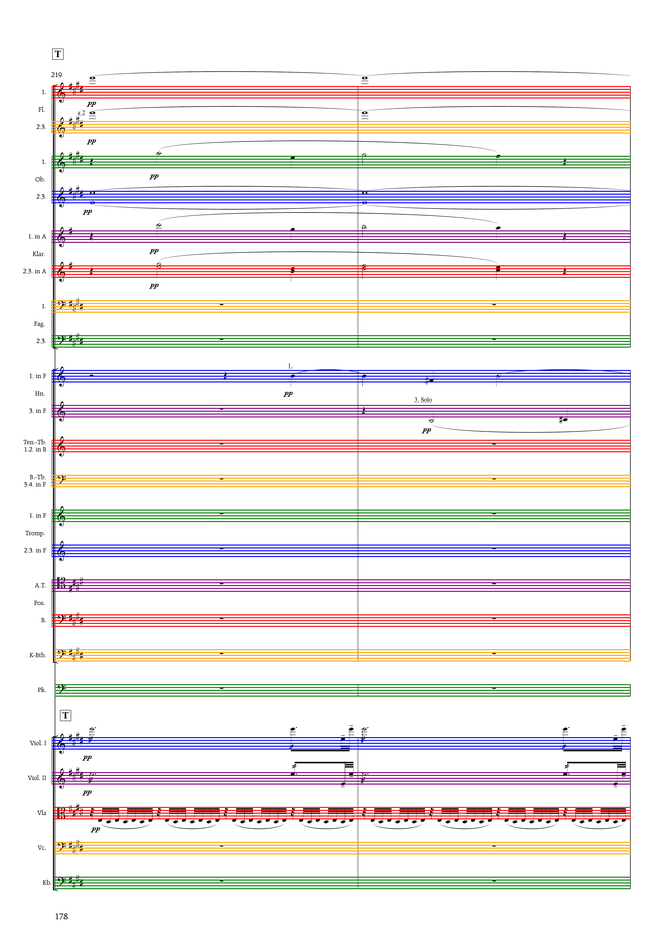 T
219
1.
pp
Fl.
a 2
2.3.
pp
1.
pp
Ob.
2.3.
pp
1. in A
pp
Klar.
2.3. in A
pp
1.
Fag.
2.3.
1.
1. in F
pp
Hn.
3. Solo
3. in F
pp
Ten.-Tb.
1.2. in B
B.-Tb.
3.4. in F
1. in F
Tromp.
2.3. in F
A.T.
Pos.
B.
K-Btb.
Pk.
T
Viol. I
pp
Viol. II
pp
Vla
pp
Vc.
Kb.
178